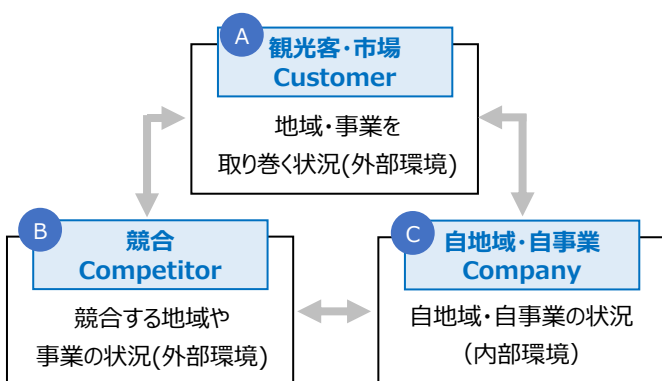 A
観光客・市場
Customer
地域・事業を
取り巻く状況(外部環境)
B
競合
Competitor
競合する地域や
事業の状況(外部環境)
C
自地域・自事業
Company
自地域・自事業の状況
（内部環境）